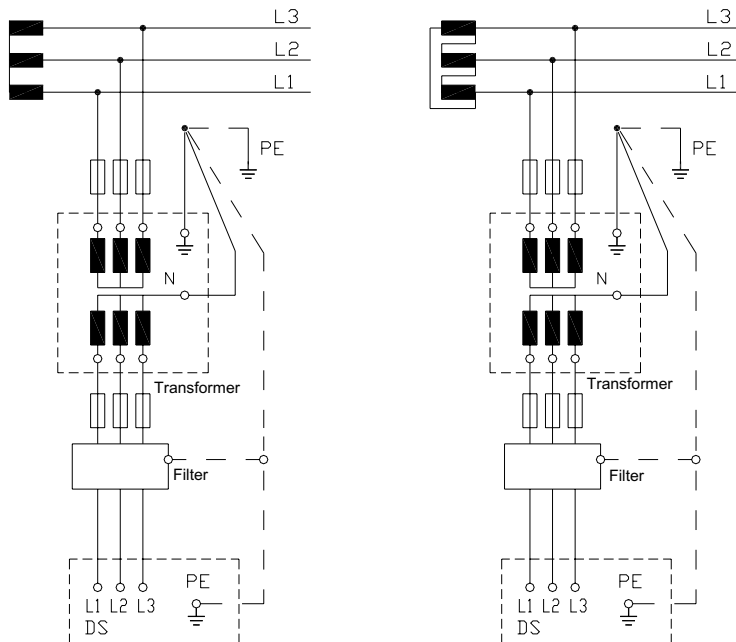 L3
L2
L1
PE
N
Transformer
Filter
PE
L1 L2 L3
DS
L3
L2
L1
PE
N
Transformer
Filter
PE
L1 L2 L3
DS